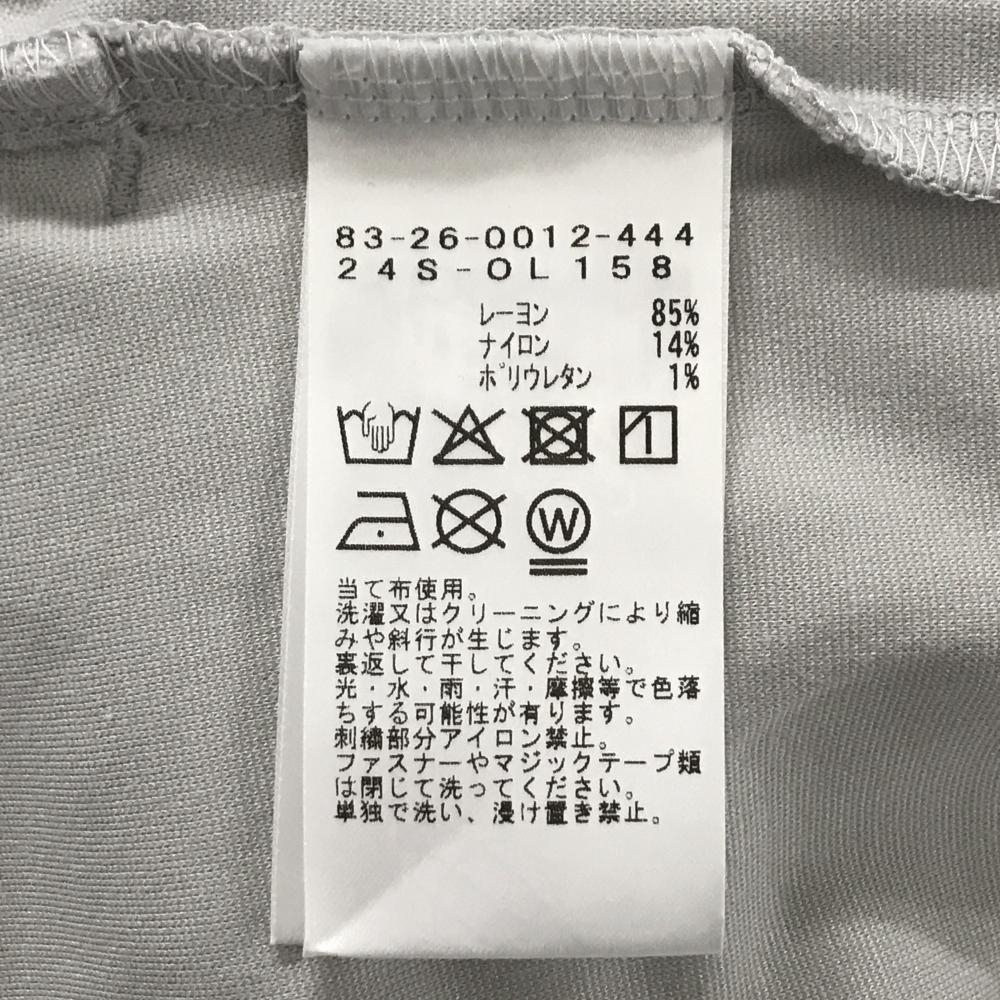 83-26-0012-444
24S-OL158
レーヨン 85%
ナイロン 14%
ポリウレタン 1%
W
当て布使用。
洗濯又はクリーニングにより縮
みや斜行が生じます。
裏返して干してください。
光・水・雨・汗・摩擦等で色落
ちする可能性が有ります。
刺繍部分アイロン禁止。
ファスナーやマジックテープ類
は閉じて洗ってください。
単独で洗い、浸け置き禁止。